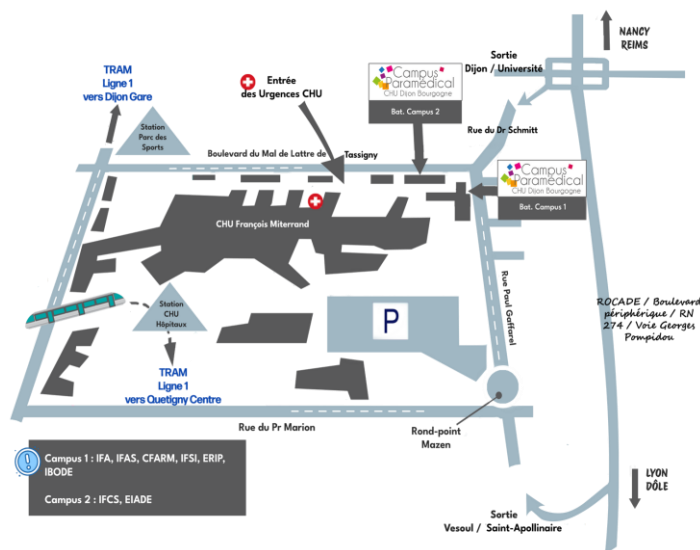 NANCY
REIMS
Sortie
Dijon / Université
TRAM
Ligne 1
vers Dijon Gare
Entrée
des Urgences CHU
Campus
Paramédical
CHU Dijon Bourgogne
Bat. Campus 2
Station
Parc des
Sports
Rue du Dr Schmitt
Boulevard du Mal de Lattre de Tassigny
Campus
Paramédical
CHU Dijon Bourgogne
Bat. Campus 1
CHU François Miterrand
Rue Paul Gaffarel
ROCADE / Boulevard
périphérique / RN
274 / Voie Georges
Pompidou
Station
CHU
Hôpitaux
P
TRAM
Ligne 1
vers Quetigny Centre
Rue du Pr Marion
Rond-point
Mazen
Campus 1 : IFA, IFAS, CFARM, IFSI, ERIP,
IBODE
Campus 2 : IFCS, EIADE
LYON
DÔLE
Sortie
Vesoul / Saint-Apollinaire